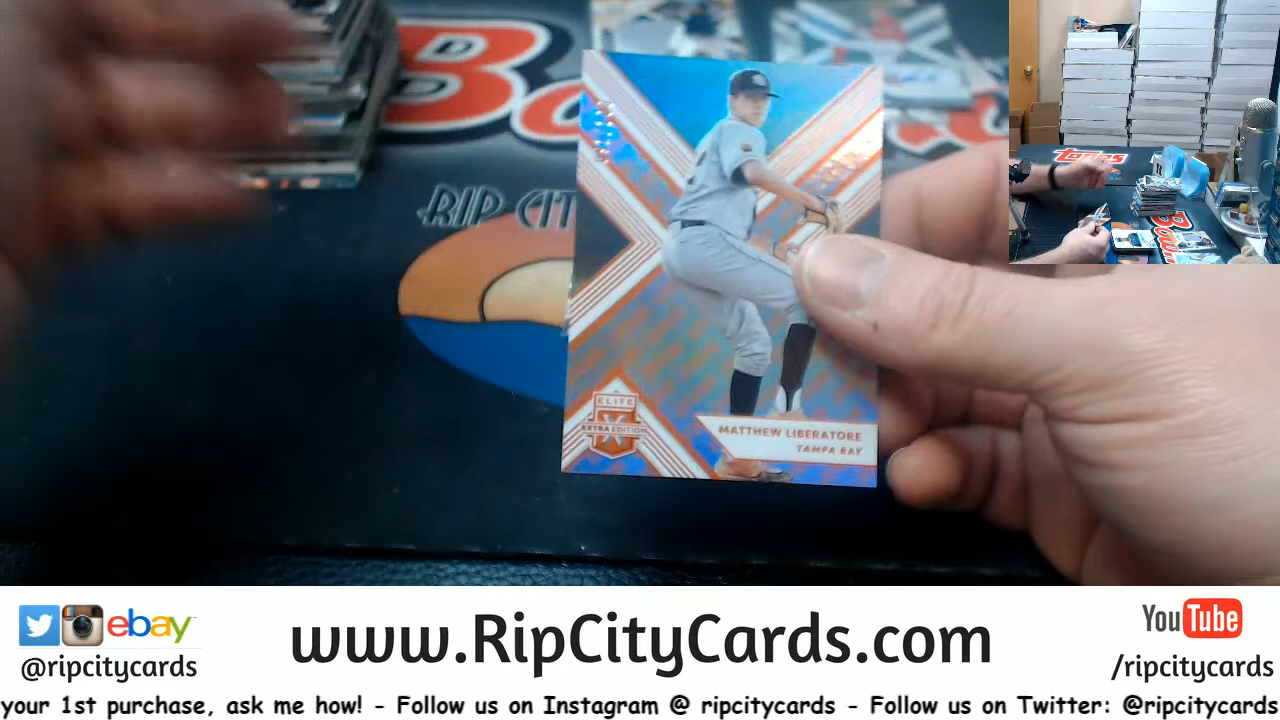 RIP CIT
ELITE
EXTRA EDITION
MATTHEW LIBERATORE
TAMPA BAY
Topps
ebay
@ripcitycards
www.RipCityCards.com
YouTube
/ripcitycards
your 1st purchase, ask me how! - Follow us on Instagram @ ripcitycards - Follow us on Twitter: @ripcitycards